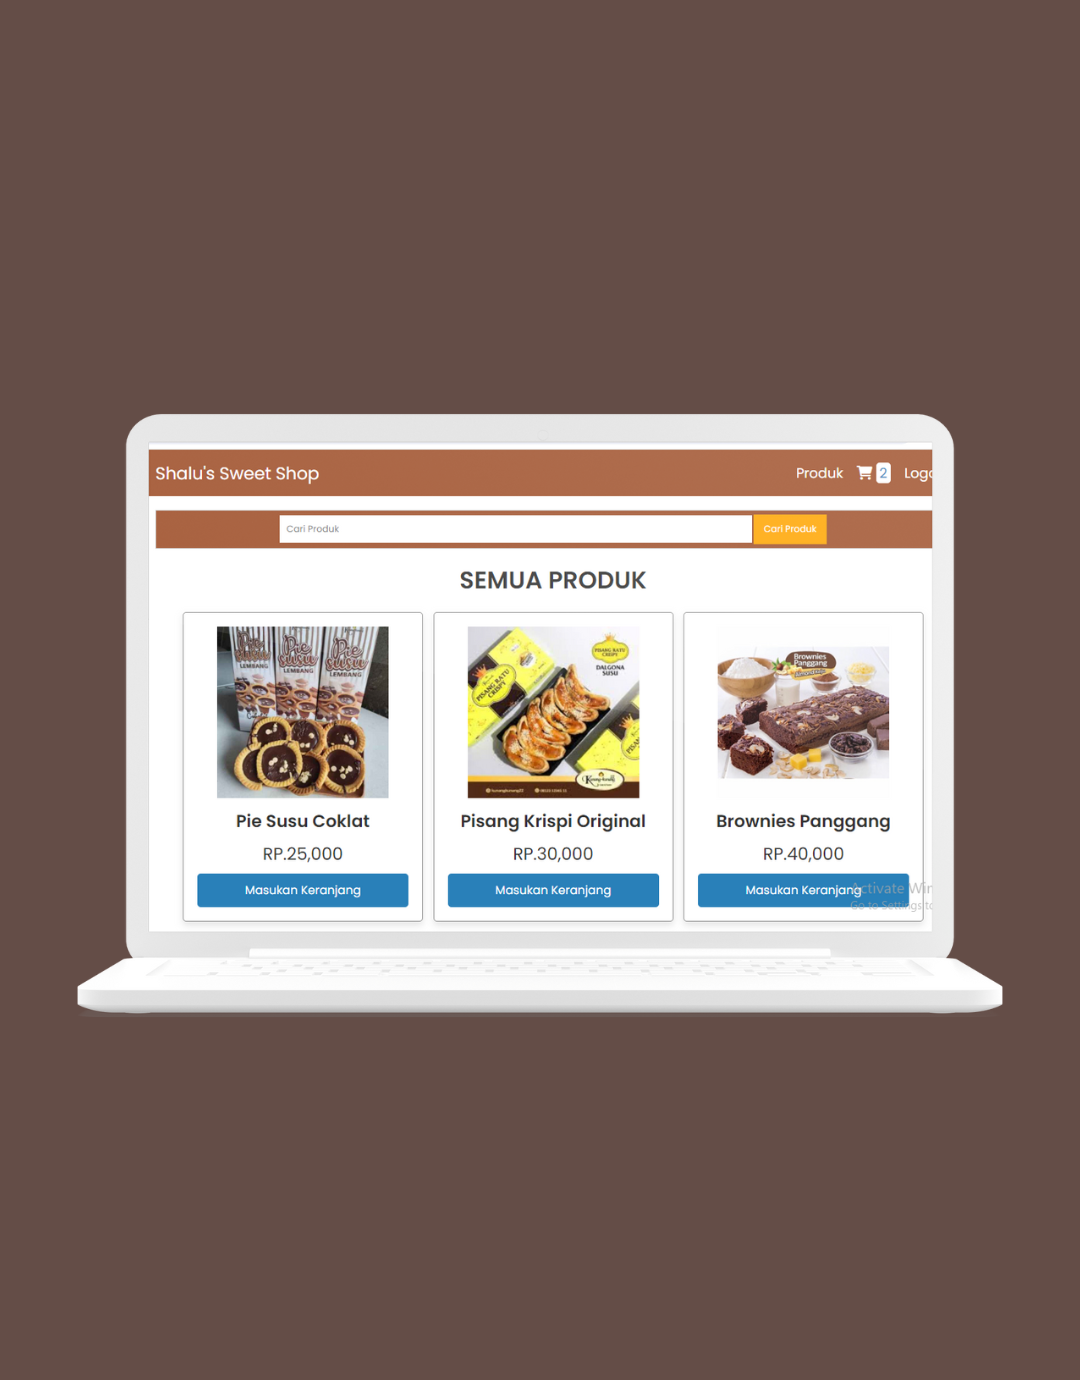 Shalu's Sweet Shop
Produk 2 Logo
Cari Produk Cari Produk
SEMUA PRODUK
Pie susu
LEMBANG
Pie susu
LEMBANG
Pie susu
LEMBANG
PISANG RATU
CRISPY
DALGONA
SUSU
PISANG RATU
CRISPY
Brownies
Panggang
Pie Susu Coklat
Pisang Krispi Original
Brownies Panggang
RP.25,000
RP.30,000
RP.40,000
Masukan Keranjang
Masukan Keranjang
Masukan Keranjang
Activate Win
Go to Settings to